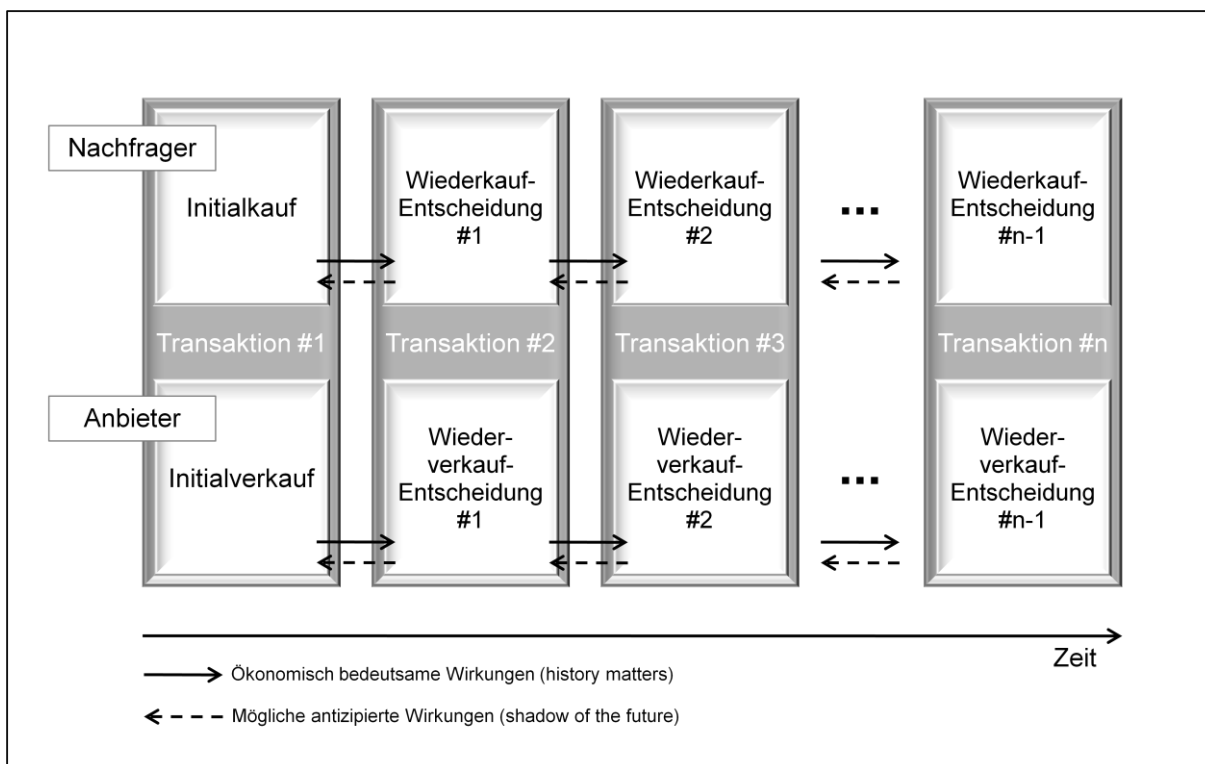 Nachfrager
Initialkauf
Wiederkauf-
Entscheidung
#1
Wiederkauf-
Entscheidung
#2
...
Wiederkauf-
Entscheidung
#n-1
Transaktion #1
Transaktion #2
Transaktion #3
Transaktion #n
Anbieter
Initialverkauf
Wieder-
verkauf-
Entscheidung
#1
Wieder-
verkauf-
Entscheidung
#2
...
Wieder-
verkauf-
Entscheidung
#n-1
Zeit
Ökonomisch bedeutsame Wirkungen (history matters)
Mögliche antizipierte Wirkungen (shadow of the future)